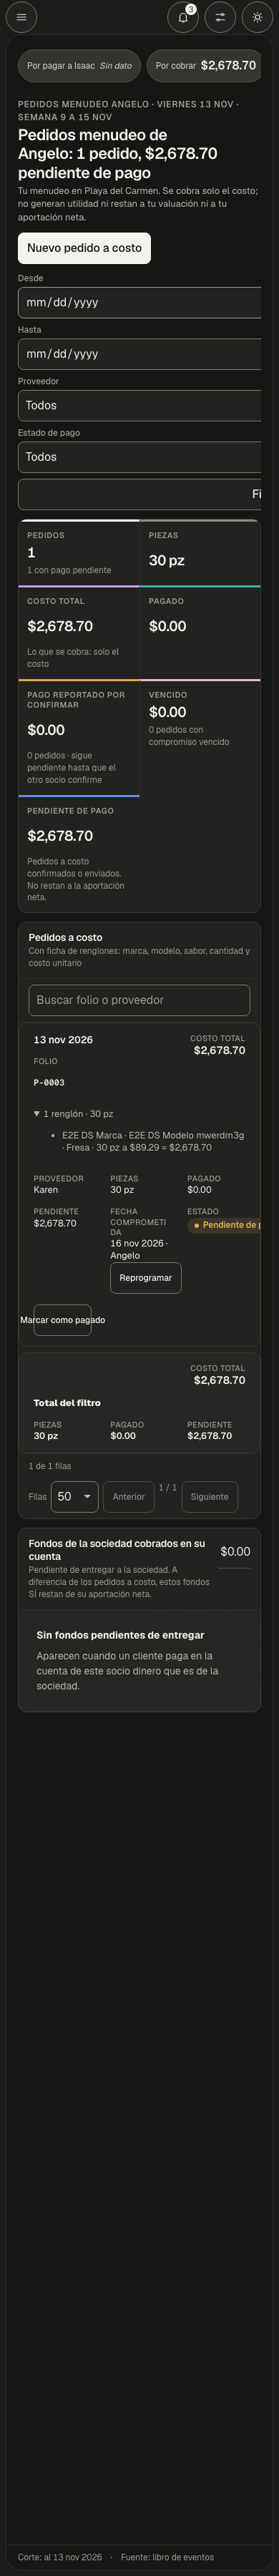 3
Por pagar a Isaac Sin dato
Por cobrar $2,678.70
PEDIDOS MENUDEO ANGELO · VIERNES 13 NOV ·
SEMANA 9 A 15 NOV
Pedidos menudeo de
Angelo: 1 pedido, $2,678.70
pendiente de pago
Tu menudeo en Playa del Carmen. Se cobra solo el costo;
no generan utilidad ni restan a tu valuación ni a tu
aportación neta.
Nuevo pedido a costo
Desde
mm/dd/yyyy
Hasta
mm/dd/yyyy
Proveedor
Todos
Estado de pago
Todos
Fi
PEDIDOS
1
1 con pago pendiente
PIEZAS
30 pz
COSTO TOTAL
$2,678.70
Lo que se cobra: solo el
costo
PAGADO
$0.00
PAGO REPORTADO POR
CONFIRMAR
$0.00
0 pedidos · sigue
pendiente hasta que el
otro socio confirme
VENCIDO
$0.00
0 pedidos con
compromiso vencido
PENDIENTE DE PAGO
$2,678.70
Pedidos a costo
confirmados o enviados.
No restan a la aportación
neta.
Pedidos a costo
Con ficha de renglones: marca, modelo, sabor, cantidad y
costo unitario
Buscar folio o proveedor
13 nov 2026
COSTO TOTAL
$2,678.70
FOLIO
P-0003
▼ 1 renglón · 30 pz
• E2E DS Marca · E2E DS Modelo mwerdm3g
· Fresa · 30 pz a $89.29 = $2,678.70
PROVEEDOR
Karen
PIEZAS
30 pz
PAGADO
$0.00
PENDIENTE
$2,678.70
FECHA
COMPROMETI
DA
16 nov 2026 ·
Angelo
Reprogramar
ESTADO
Pendiente de p
Marcar como pagado
COSTO TOTAL
$2,678.70
Total del filtro
PIEZAS
30 pz
PAGADO
$0.00
PENDIENTE
$2,678.70
1 de 1 filas
Filas 50 Anterior 1 / 1 Siguiente
Fondos de la sociedad cobrados en su
cuenta
$0.00
Pendiente de entregar a la sociedad. A
diferencia de los pedidos a costo, estos fondos
SÍ restan de su aportación neta.
Sin fondos pendientes de entregar
Aparecen cuando un cliente paga en la
cuenta de este socio dinero que es de la
sociedad.
Corte: al 13 nov 2026 · Fuente: libro de eventos